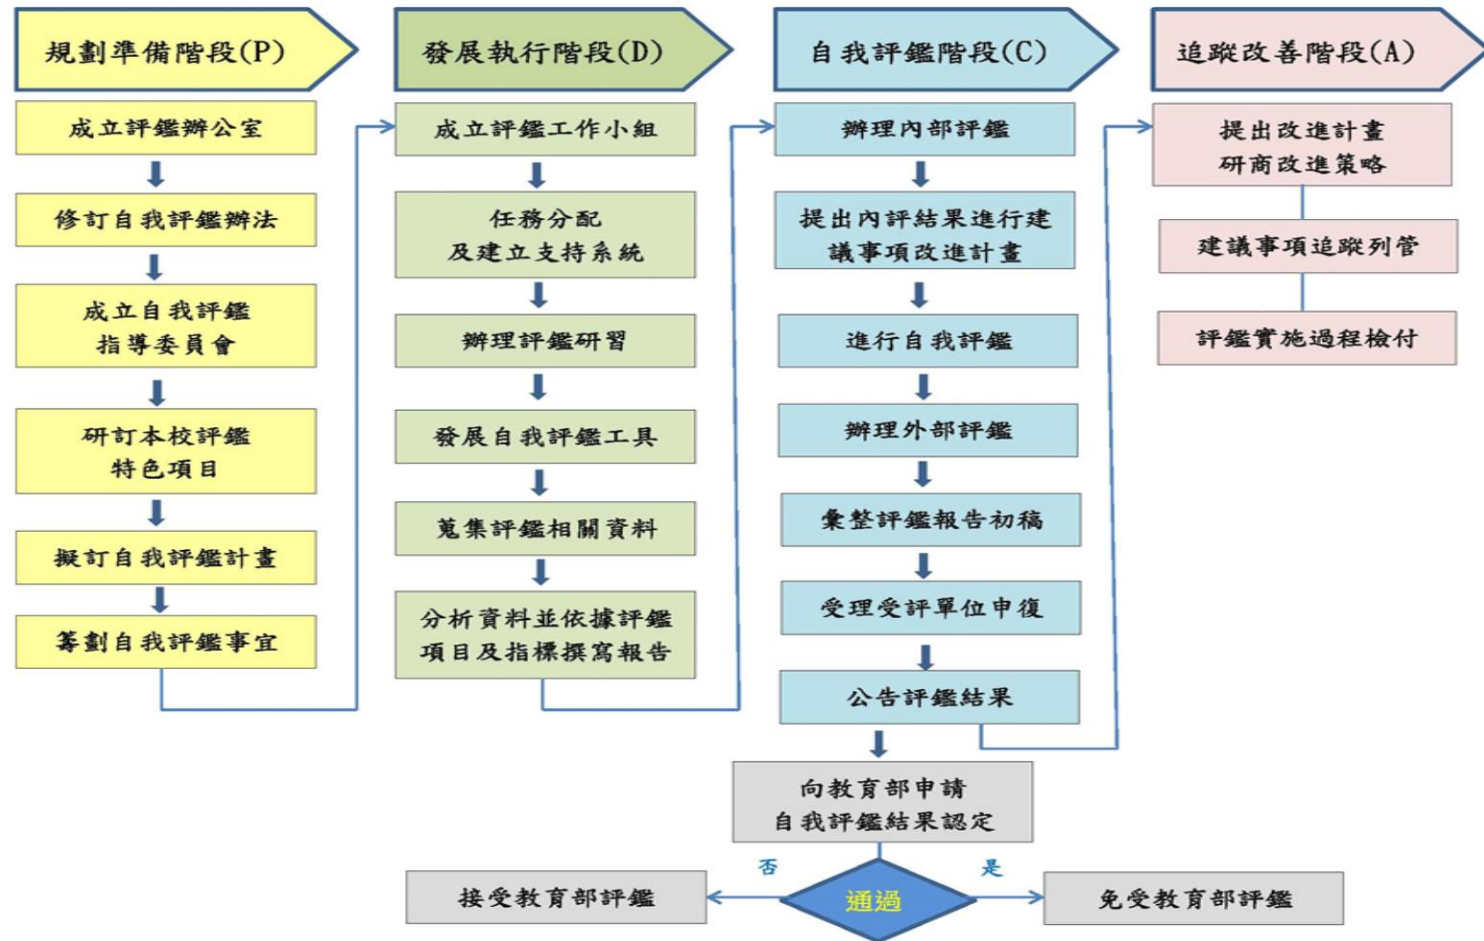 規劃準備階段(P)
成立評鑑辦公室
修訂自我評鑑辦法
成立自我評鑑
指導委員會
研訂本校評鑑
特色項目
擬訂自我評鑑計畫
籌劃自我評鑑事宜
發展執行階段(D)
成立評鑑工作小組
任務分配
及建立支持系統
辦理評鑑研習
發展自我評鑑工具
蒐集評鑑相關資料
分析資料並依據評鑑
項目及指標撰寫報告
自我評鑑階段(C)
辦理內部評鑑
提出內評結果進行建
議事項改進計畫
進行自我評鑑
辦理外部評鑑
彙整評鑑報告初稿
受理受評單位申復
公告評鑑結果
追蹤改善階段(A)
提出改進計畫
研商改進策略
建議事項追蹤列管
評鑑實施過程檢付
向教育部申請
自我評鑑結果認定
否
是
接受教育部評鑑
通過
免受教育部評鑑